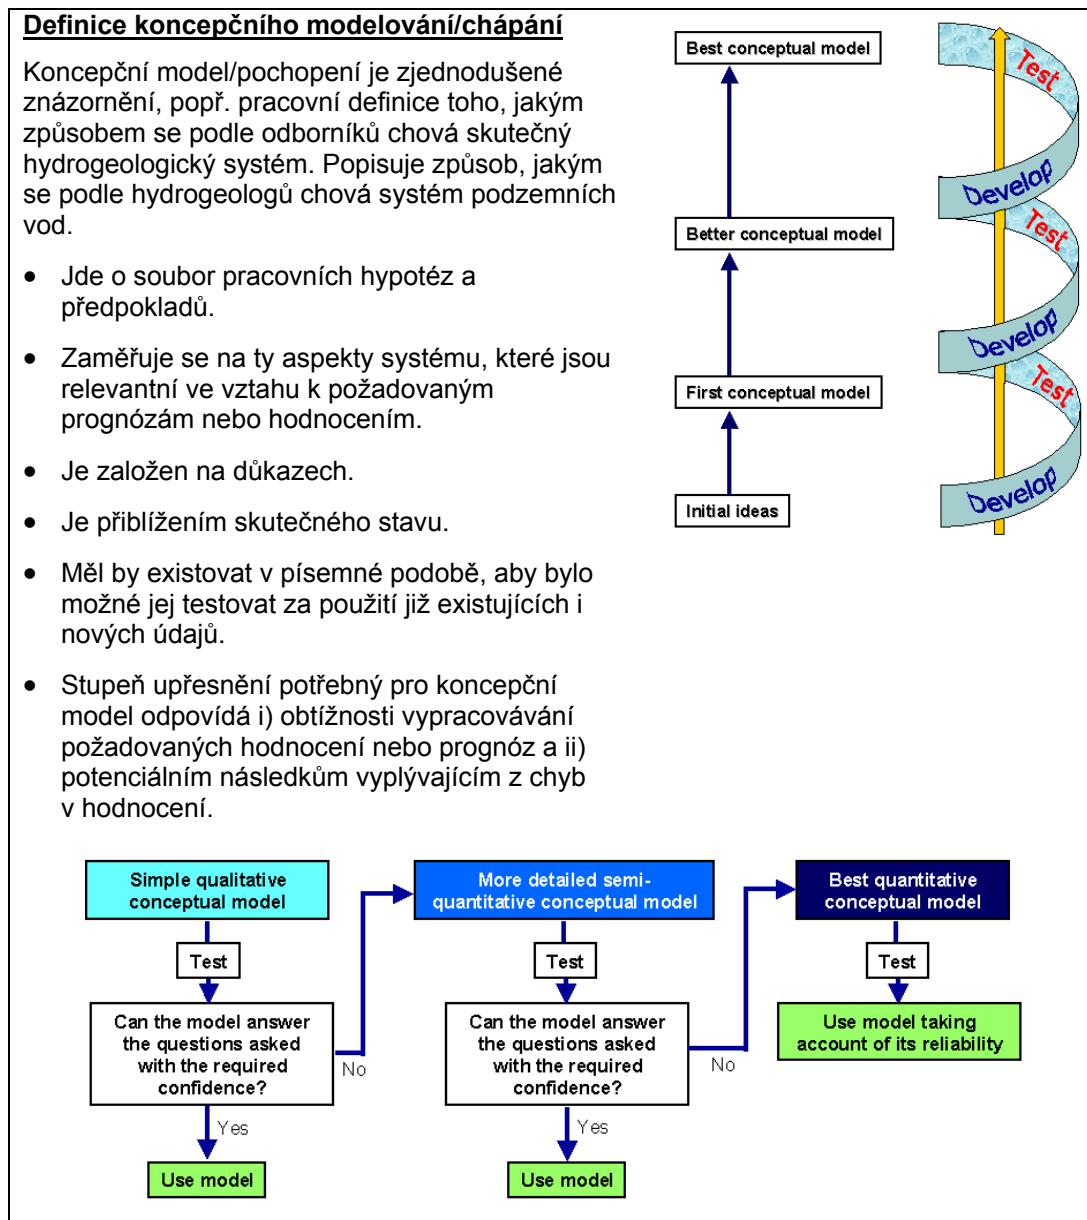 Definice koncepčního modelování/chápání
Koncepční model/pochopení je zjednodušené
znázornění, popř. pracovní definice toho, jakým
způsobem se podle odborníků chová skutečný
hydrogeologický systém. Popisuje způsob, jakým
se podle hydrogeologů chová systém podzemních
vod.
• Jde o soubor pracovních hypotéz a
předpokladů.
• Zaměřuje se na ty aspekty systému, které jsou
relevantní ve vztahu k požadovaným
prognózám nebo hodnocením.
• Je založen na důkazech.
• Je přiblížením skutečného stavu.
• Měl by existovat v písemné podobě, aby bylo
možné jej testovat za použití již existujících i
nových údajů.
• Stupeň upřesnění potřebný pro koncepční
model odpovídá i) obtížnosti vypracovávání
požadovaných hodnocení nebo prognóz a ii)
potenciálním následkům vyplývajícím z chyb
v hodnocení.
Best conceptual model
Better conceptual model
First conceptual model
Initial ideas
Test
Develop
Test
Develop
Test
Develop
Simple qualitative
conceptual model
Test
Can the model answer
the questions asked
with the required
confidence?
No
Yes
Use model
More detailed semi-
quantitative conceptual model
Test
Can the model answer
the questions asked
with the required
confidence?
No
Yes
Use model
Best quantitative
conceptual model
Test
Use model taking
account of its reliability